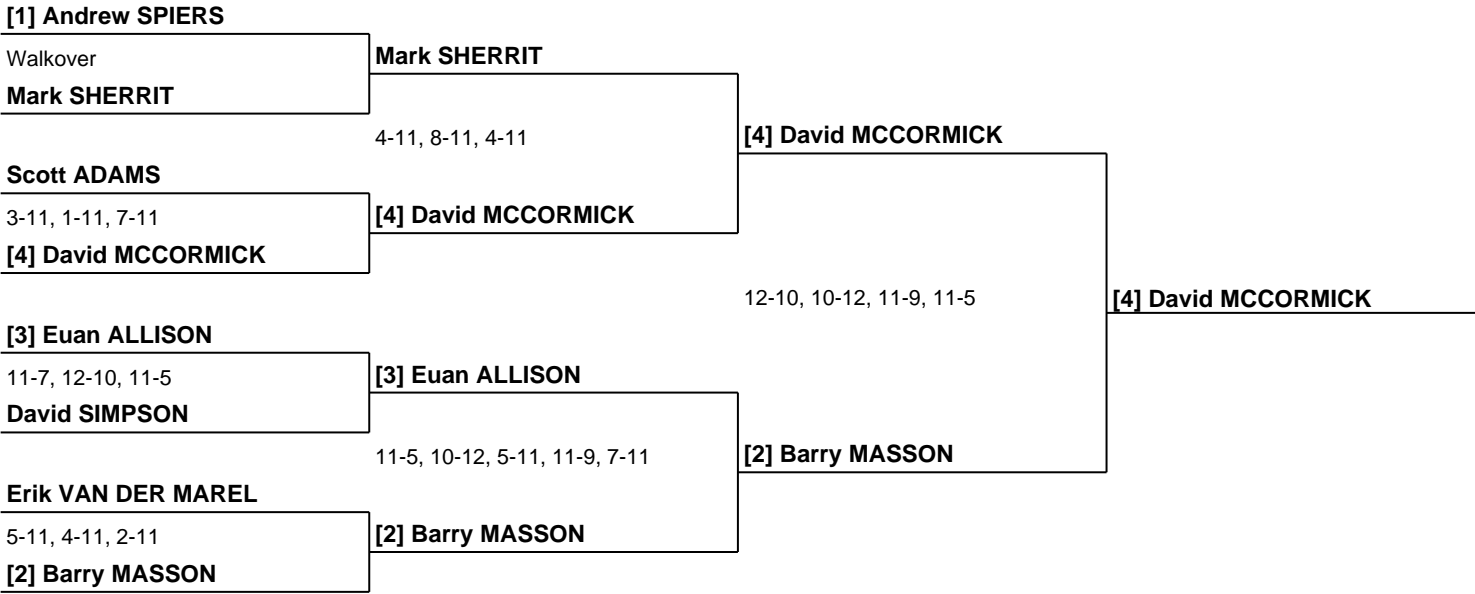 [1] Andrew SPIERS
Walkover
Mark SHERRIT
Mark SHERRIT
4-11, 8-11, 4-11
[4] David MCCORMICK
Scott ADAMS
3-11, 1-11, 7-11
[4] David MCCORMICK
[4] David MCCORMICK
12-10, 10-12, 11-9, 11-5
[4] David MCCORMICK
[3] Euan ALLISON
11-7, 12-10, 11-5
David SIMPSON
[3] Euan ALLISON
11-5, 10-12, 5-11, 11-9, 7-11
[2] Barry MASSON
Erik VAN DER MAREL
5-11, 4-11, 2-11
[2] Barry MASSON
[2] Barry MASSON